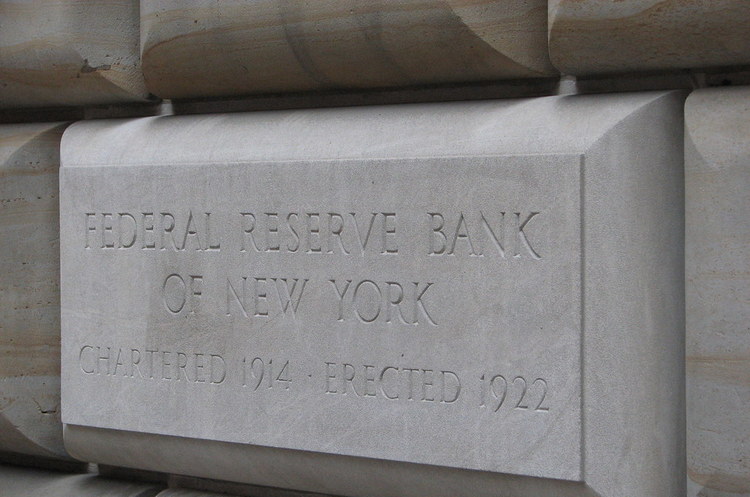 FEDERAL RESERVE BANK
OF NEW YORK
CHARTERED 1914 · ERECTED 1922